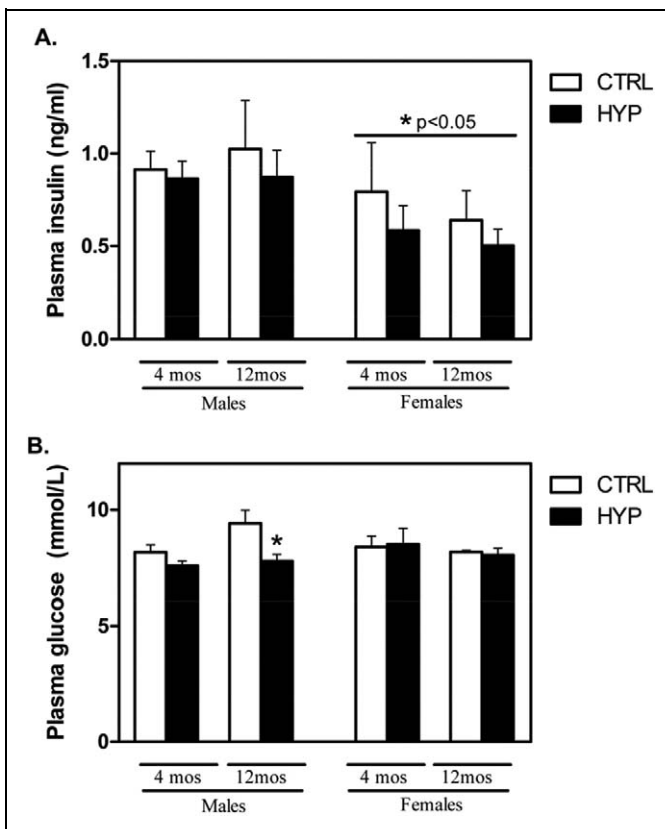 A.
Plasma insulin (ng/ml)
1.5
1.0
0.5
0.0
* p<0.05
CTRL
HYP
4 mos 12mos 4 mos 12mos
Males Females
B.
Plasma glucose (mmol/L)
10
5
0
*
CTRL
HYP
4 mos 12mos 4 mos 12mos
Males Females